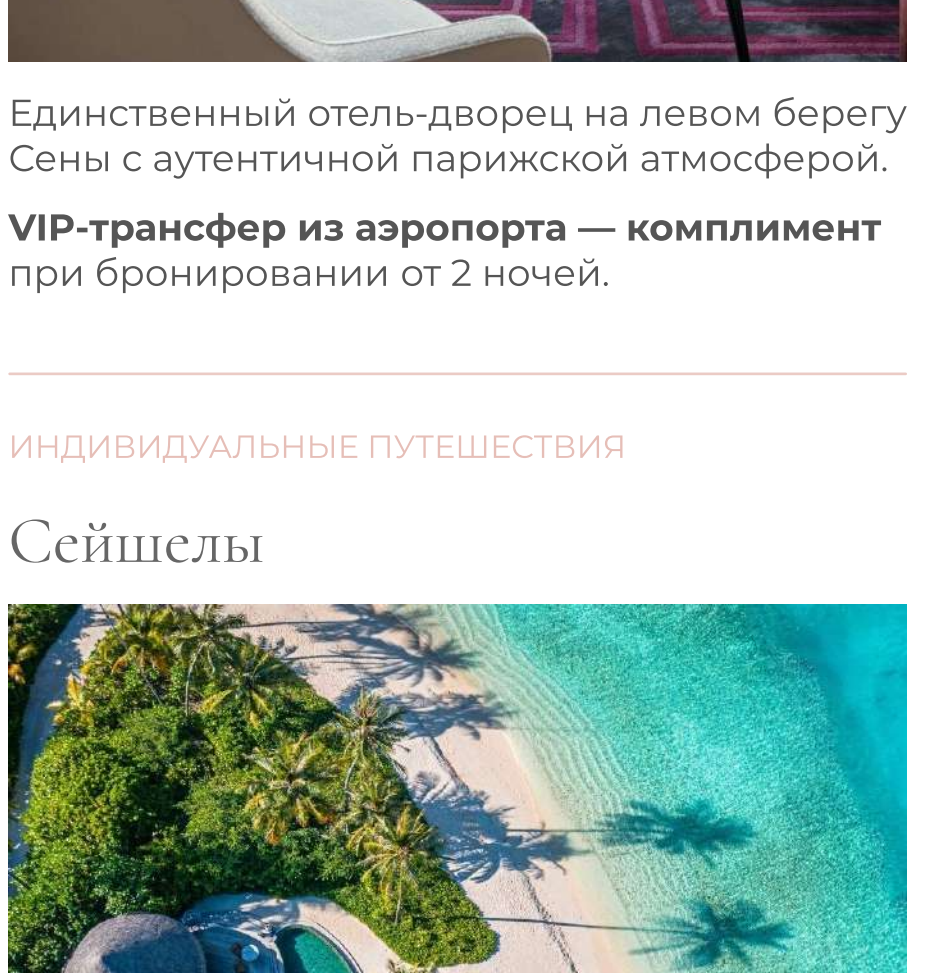 Единственный отель-дворец на левом берегу
Сены с аутентичной парижской атмосферой.
VIP-трансфер из аэропорта — комплимент
при бронировании от 2 ночей.
ИНДИВИДУАЛЬНЫЕ ПУТЕШЕСТВИЯ
Сейшелы